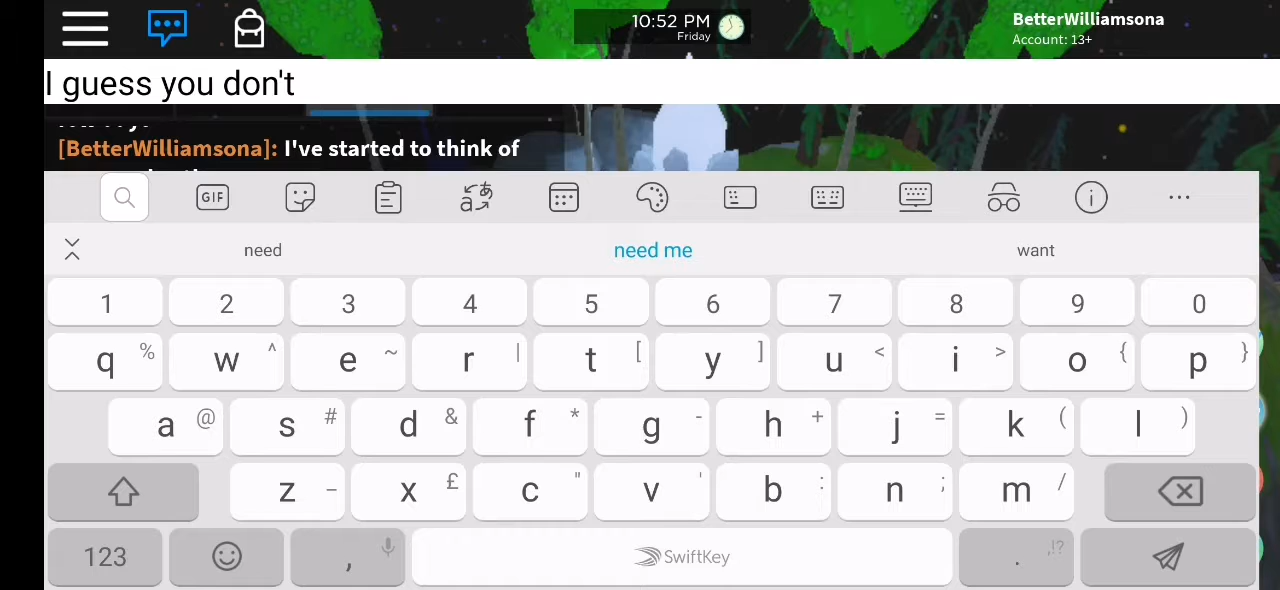 10:52 PM
Friday
BetterWilliamsona
Account: 13+
I guess you don't
[BetterWilliamsona]: I've started to think of
GIF
need
need me
want
1 2 3 4 5 6 7 8 9 0
q % w ^ e ~ r | t [ y ] u < i > o { p }
a @ s # d & f * g - h + j = k ( l )
z _ x £ c " v ' b : n ; m /
123 , SwiftKey . ,!?